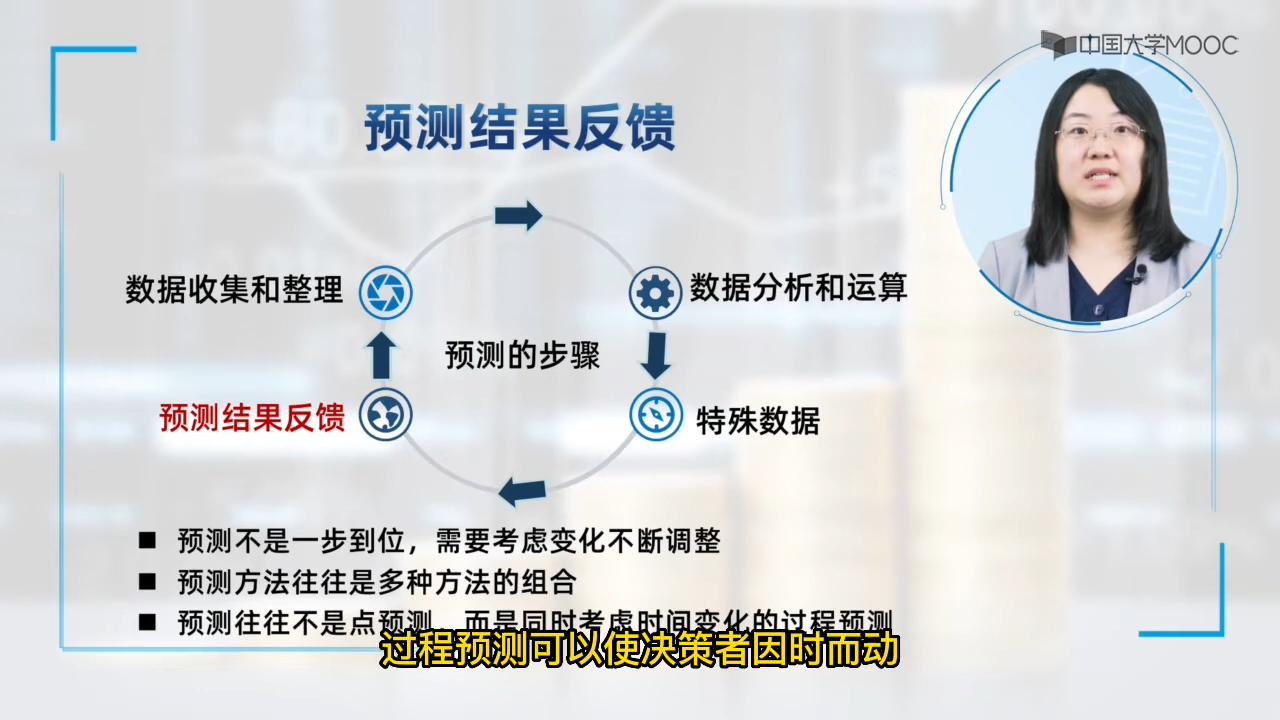 中国大学MOOC
预测结果反馈
数据收集和整理
数据分析和运算
预测的步骤
预测结果反馈
特殊数据
■ 预测不是一步到位，需要考虑变化不断调整
■ 预测方法往往是多种方法的组合
■ 预测往往不是点预测，而是同时考虑时间变化的过程预测
过程预测可以使决策者因时而动